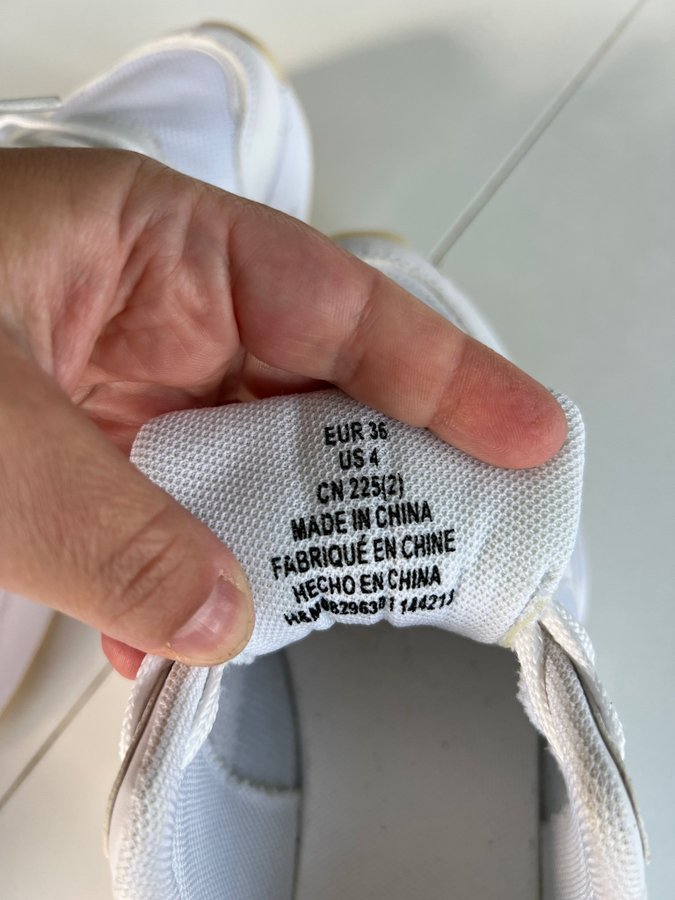 EUR 36
US 4
CN 225(2)
MADE IN CHINA
FABRIQUÉ EN CHINE
HECHO EN CHINA
H&M